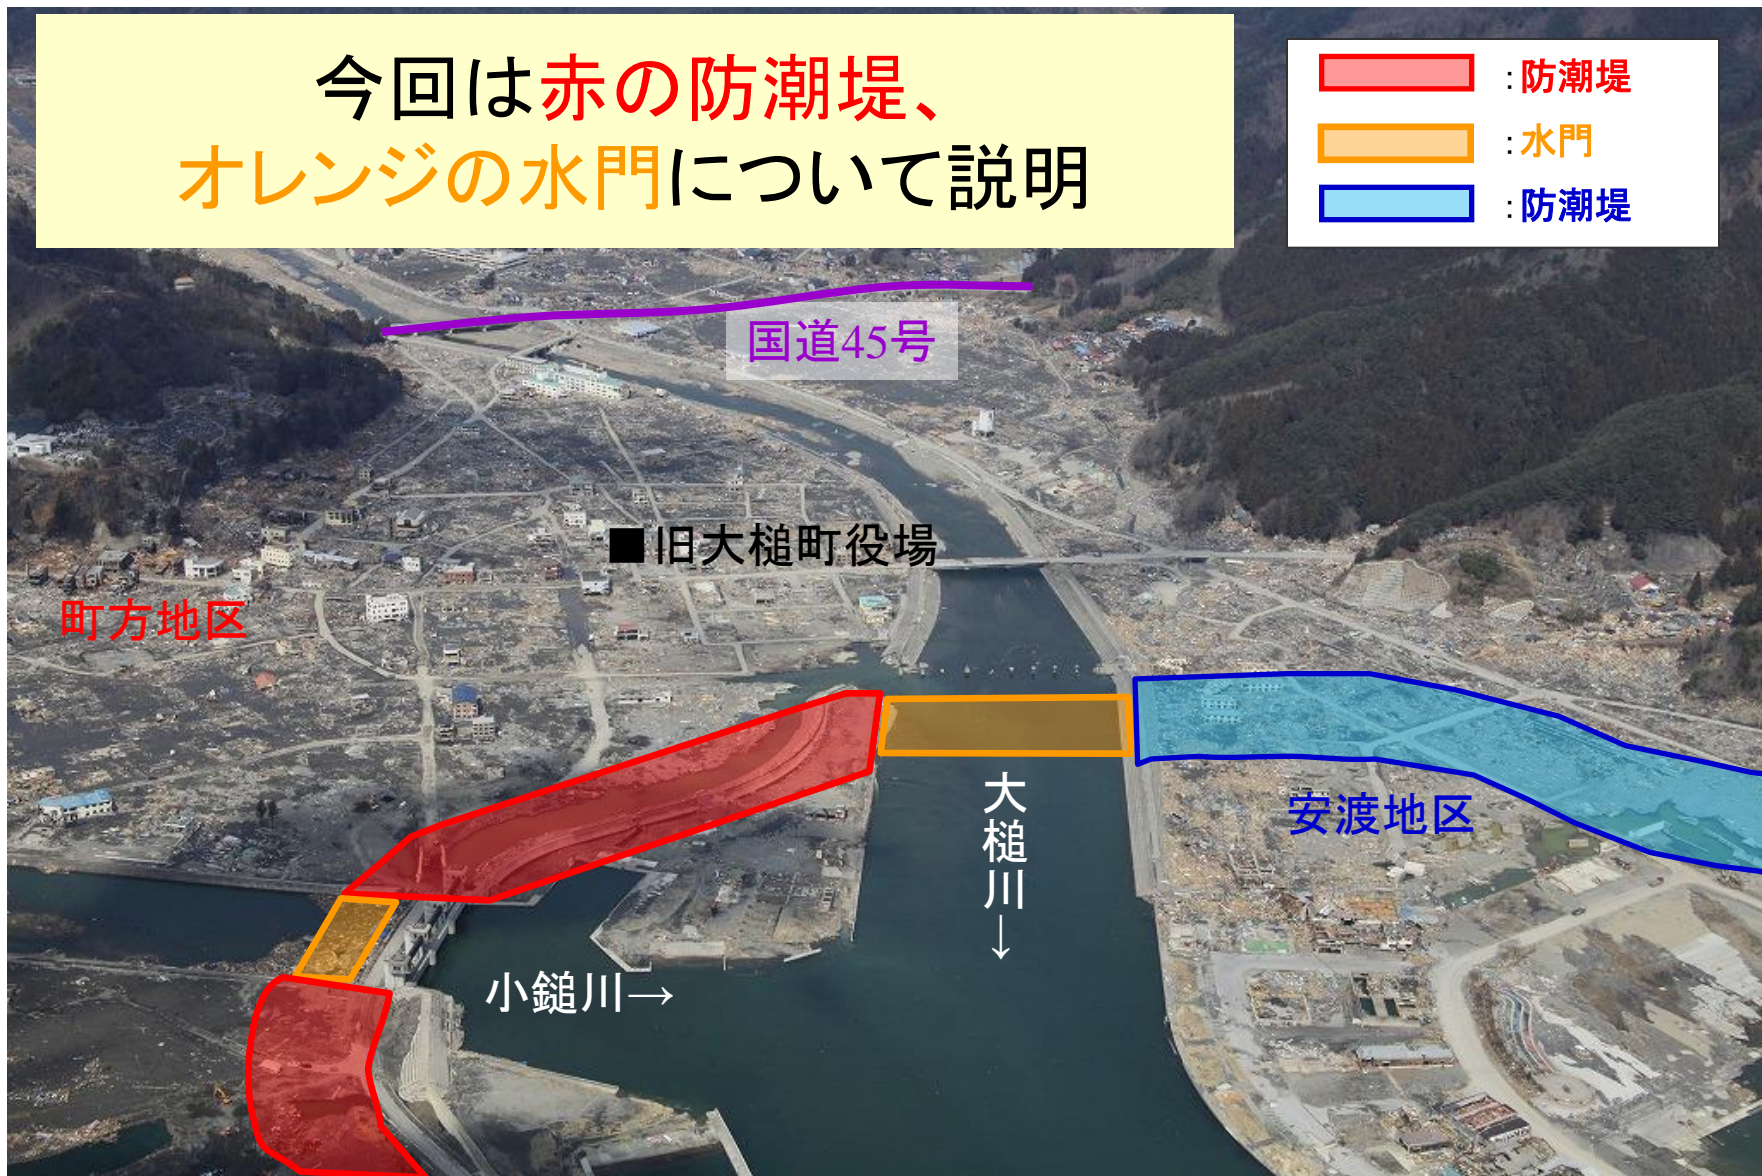 今回は赤の防潮堤、
オレンジの水門について説明
：防潮堤
：水門
：防潮堤
国道45号
■旧大槌町役場
町方地区
大槌川↓
安渡地区
小鎚川→